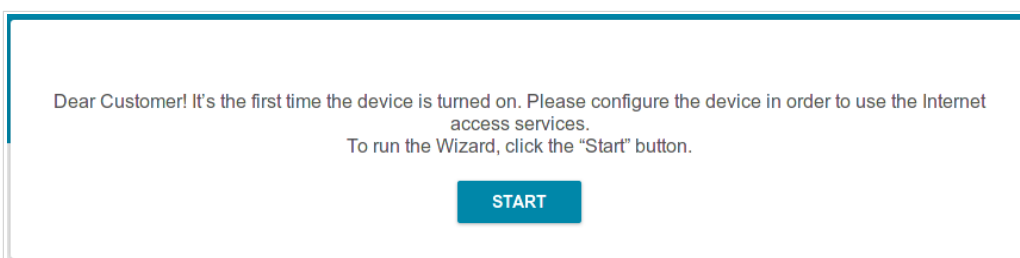 Dear Customer! It’s the first time the device is turned on. Please configure the device in order to use the Internet
access services.
To run the Wizard, click the “Start” button.
START